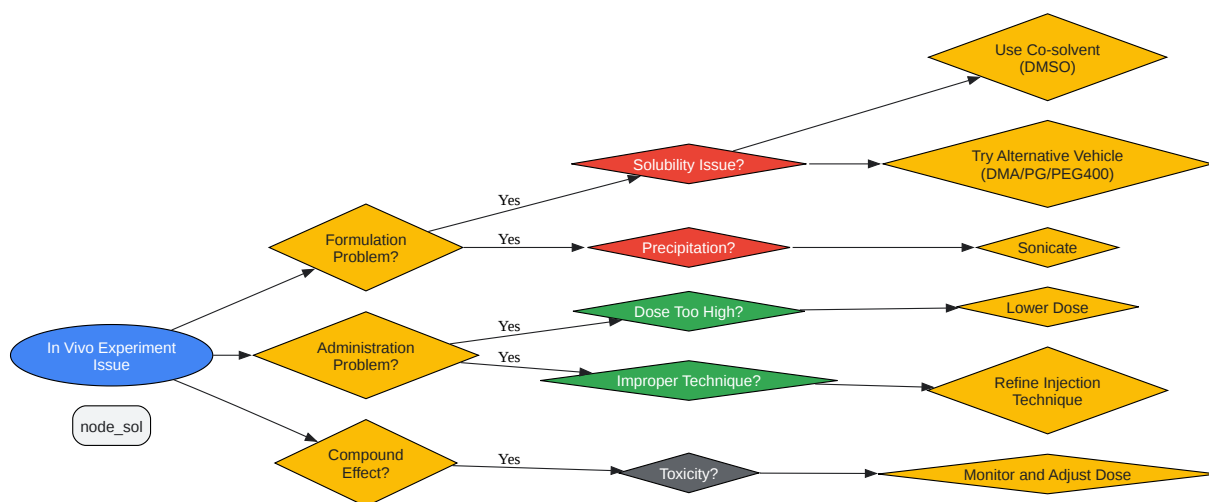 Use Co-solvent
(DMSO)
Solubility Issue?
Try Alternative Vehicle
(DMA/PG/PEG400)
Yes
Formulation
Problem?
Yes
Precipitation?
Sonicate
Dose Too High?
Lower Dose
Yes
In Vivo Experiment
Issue
Administration
Problem?
Yes
Improper Technique?
Refine Injection
Technique
node_sol
Compound
Effect?
Yes
Toxicity?
Monitor and Adjust Dose